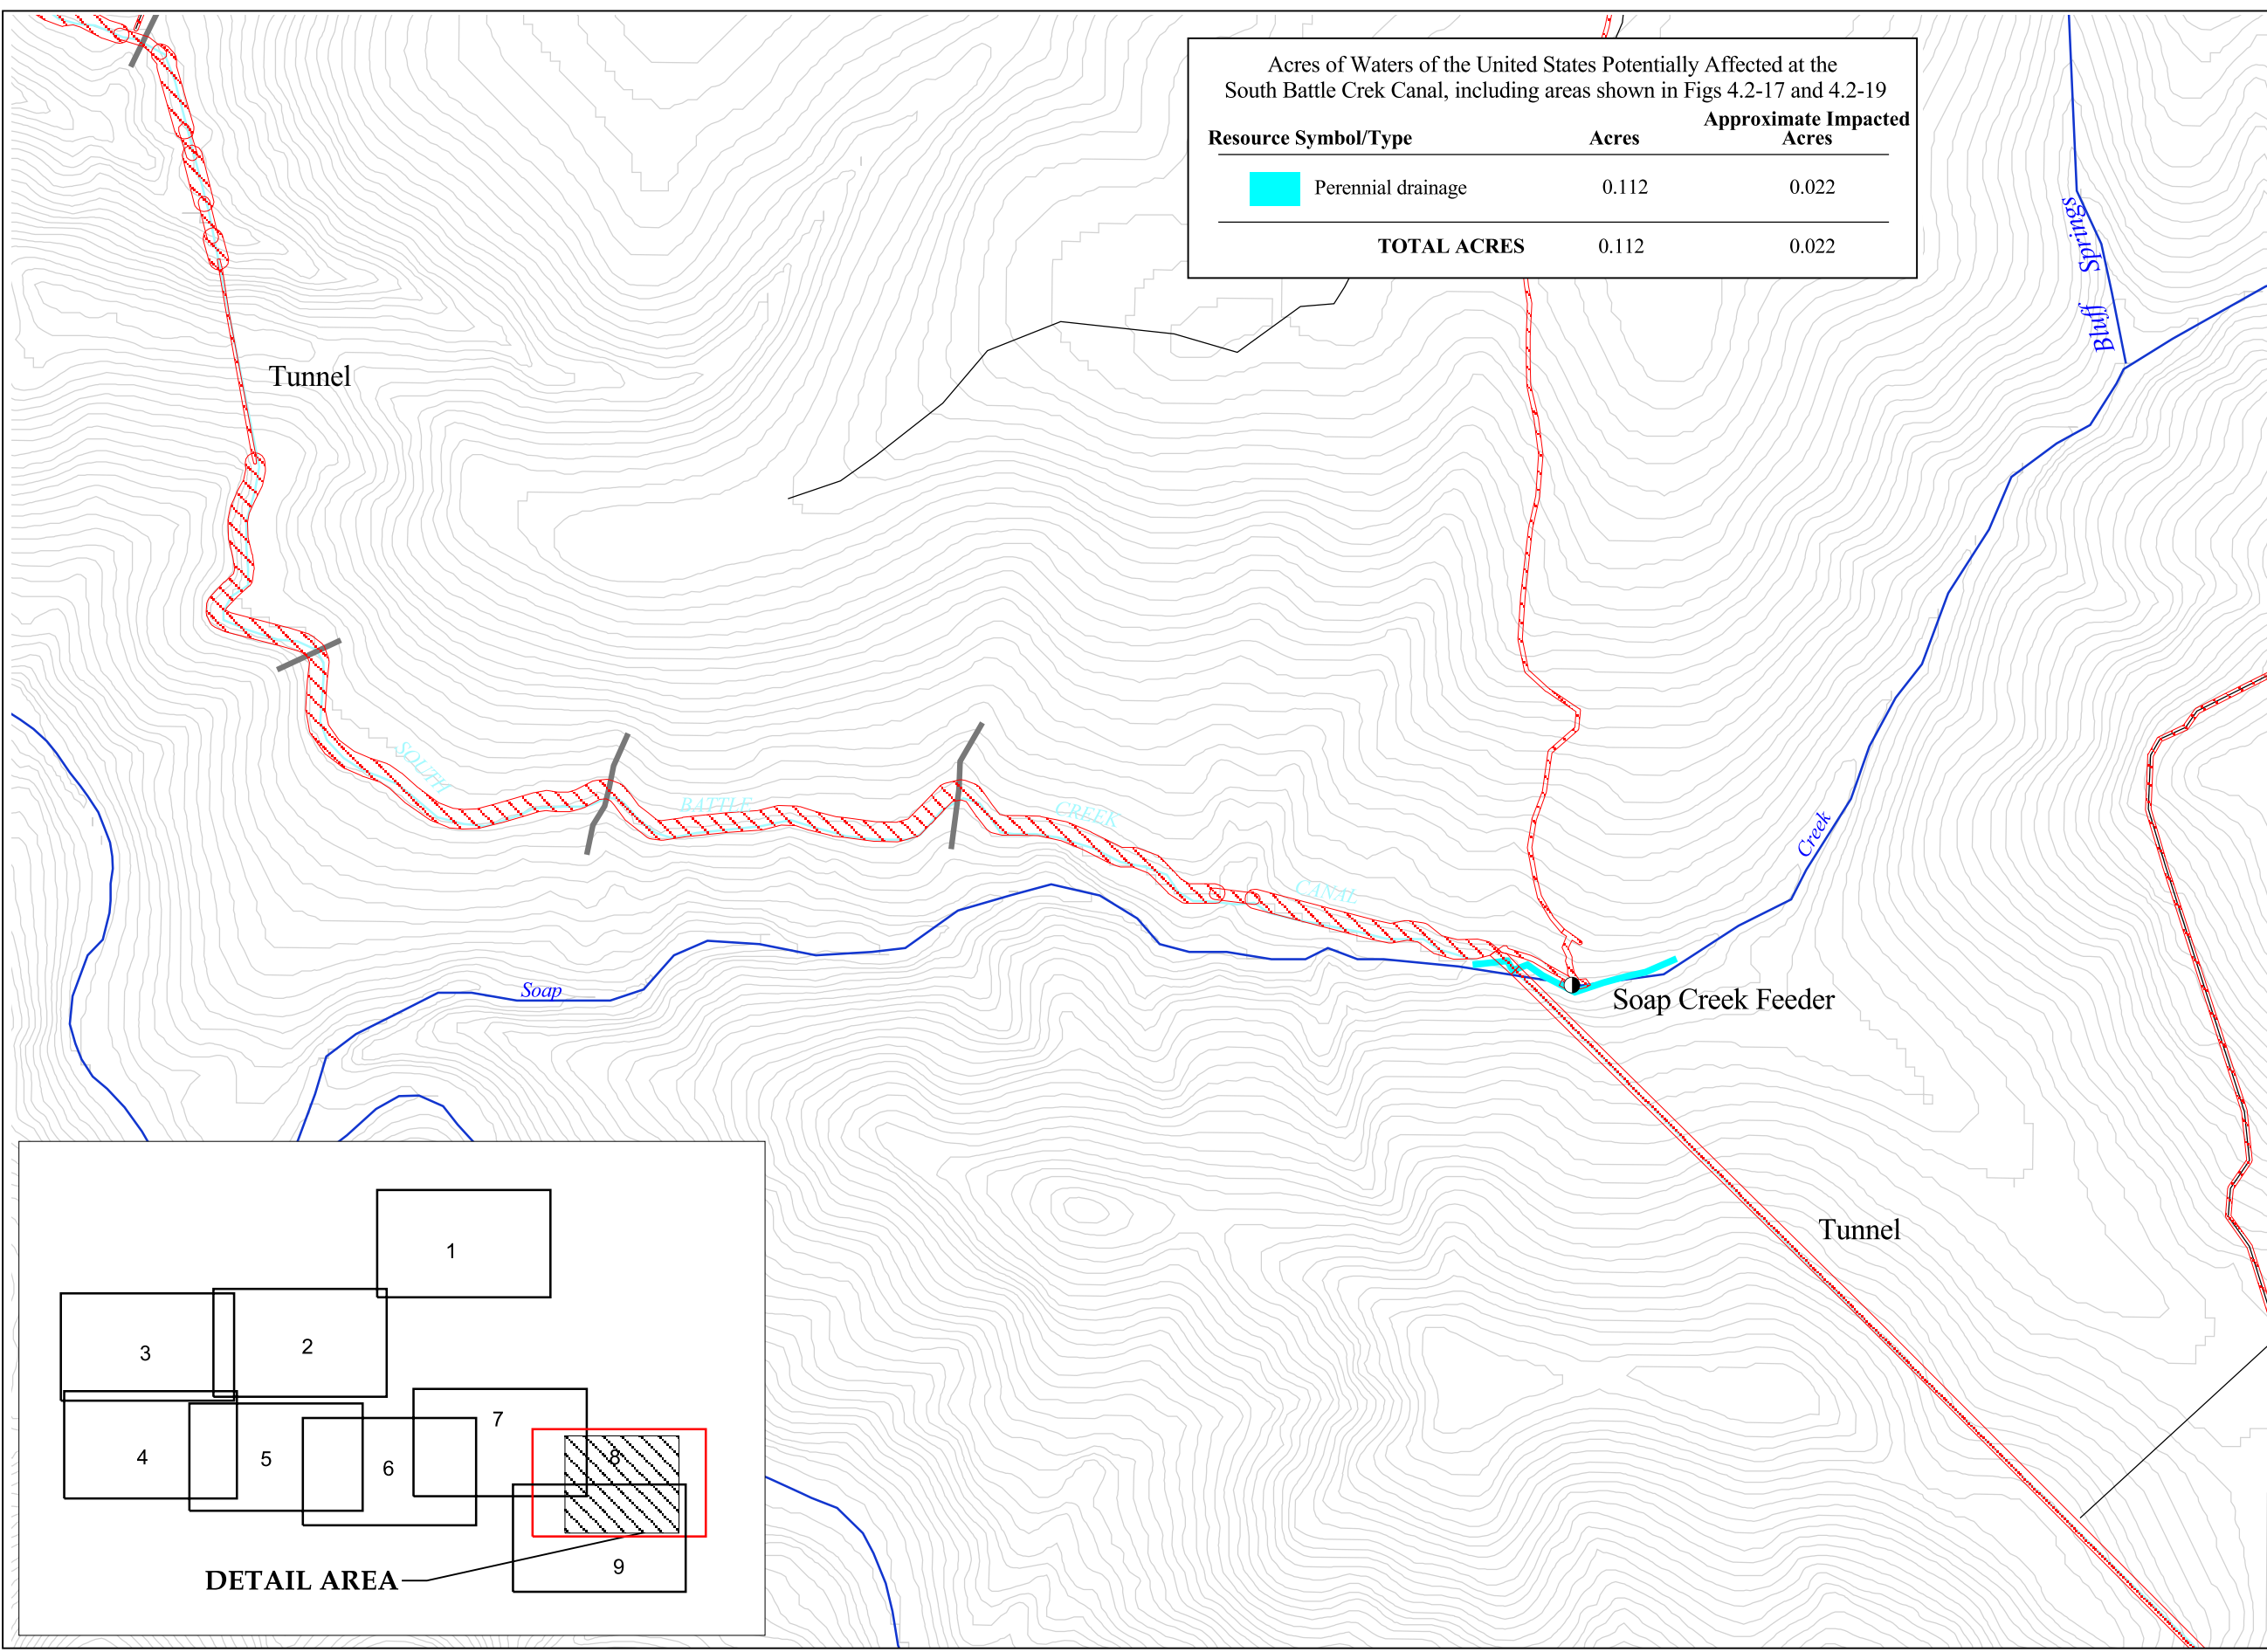 Acres of Waters of the United States Potentially Affected at the
South Battle Crek Canal, including areas shown in Figs 4.2-17 and 4.2-19
Approximate Impacted
Resource Symbol/Type Acres Acres
Perennial drainage 0.112 0.022
TOTAL ACRES 0.112 0.022
Bluff Springs
Tunnel
SOUTH BATTLE CREEK CANAL
Creek
Soap
Soap Creek Feeder
Tunnel
1
2
3
7
4
5
6
8
9
DETAIL AREA